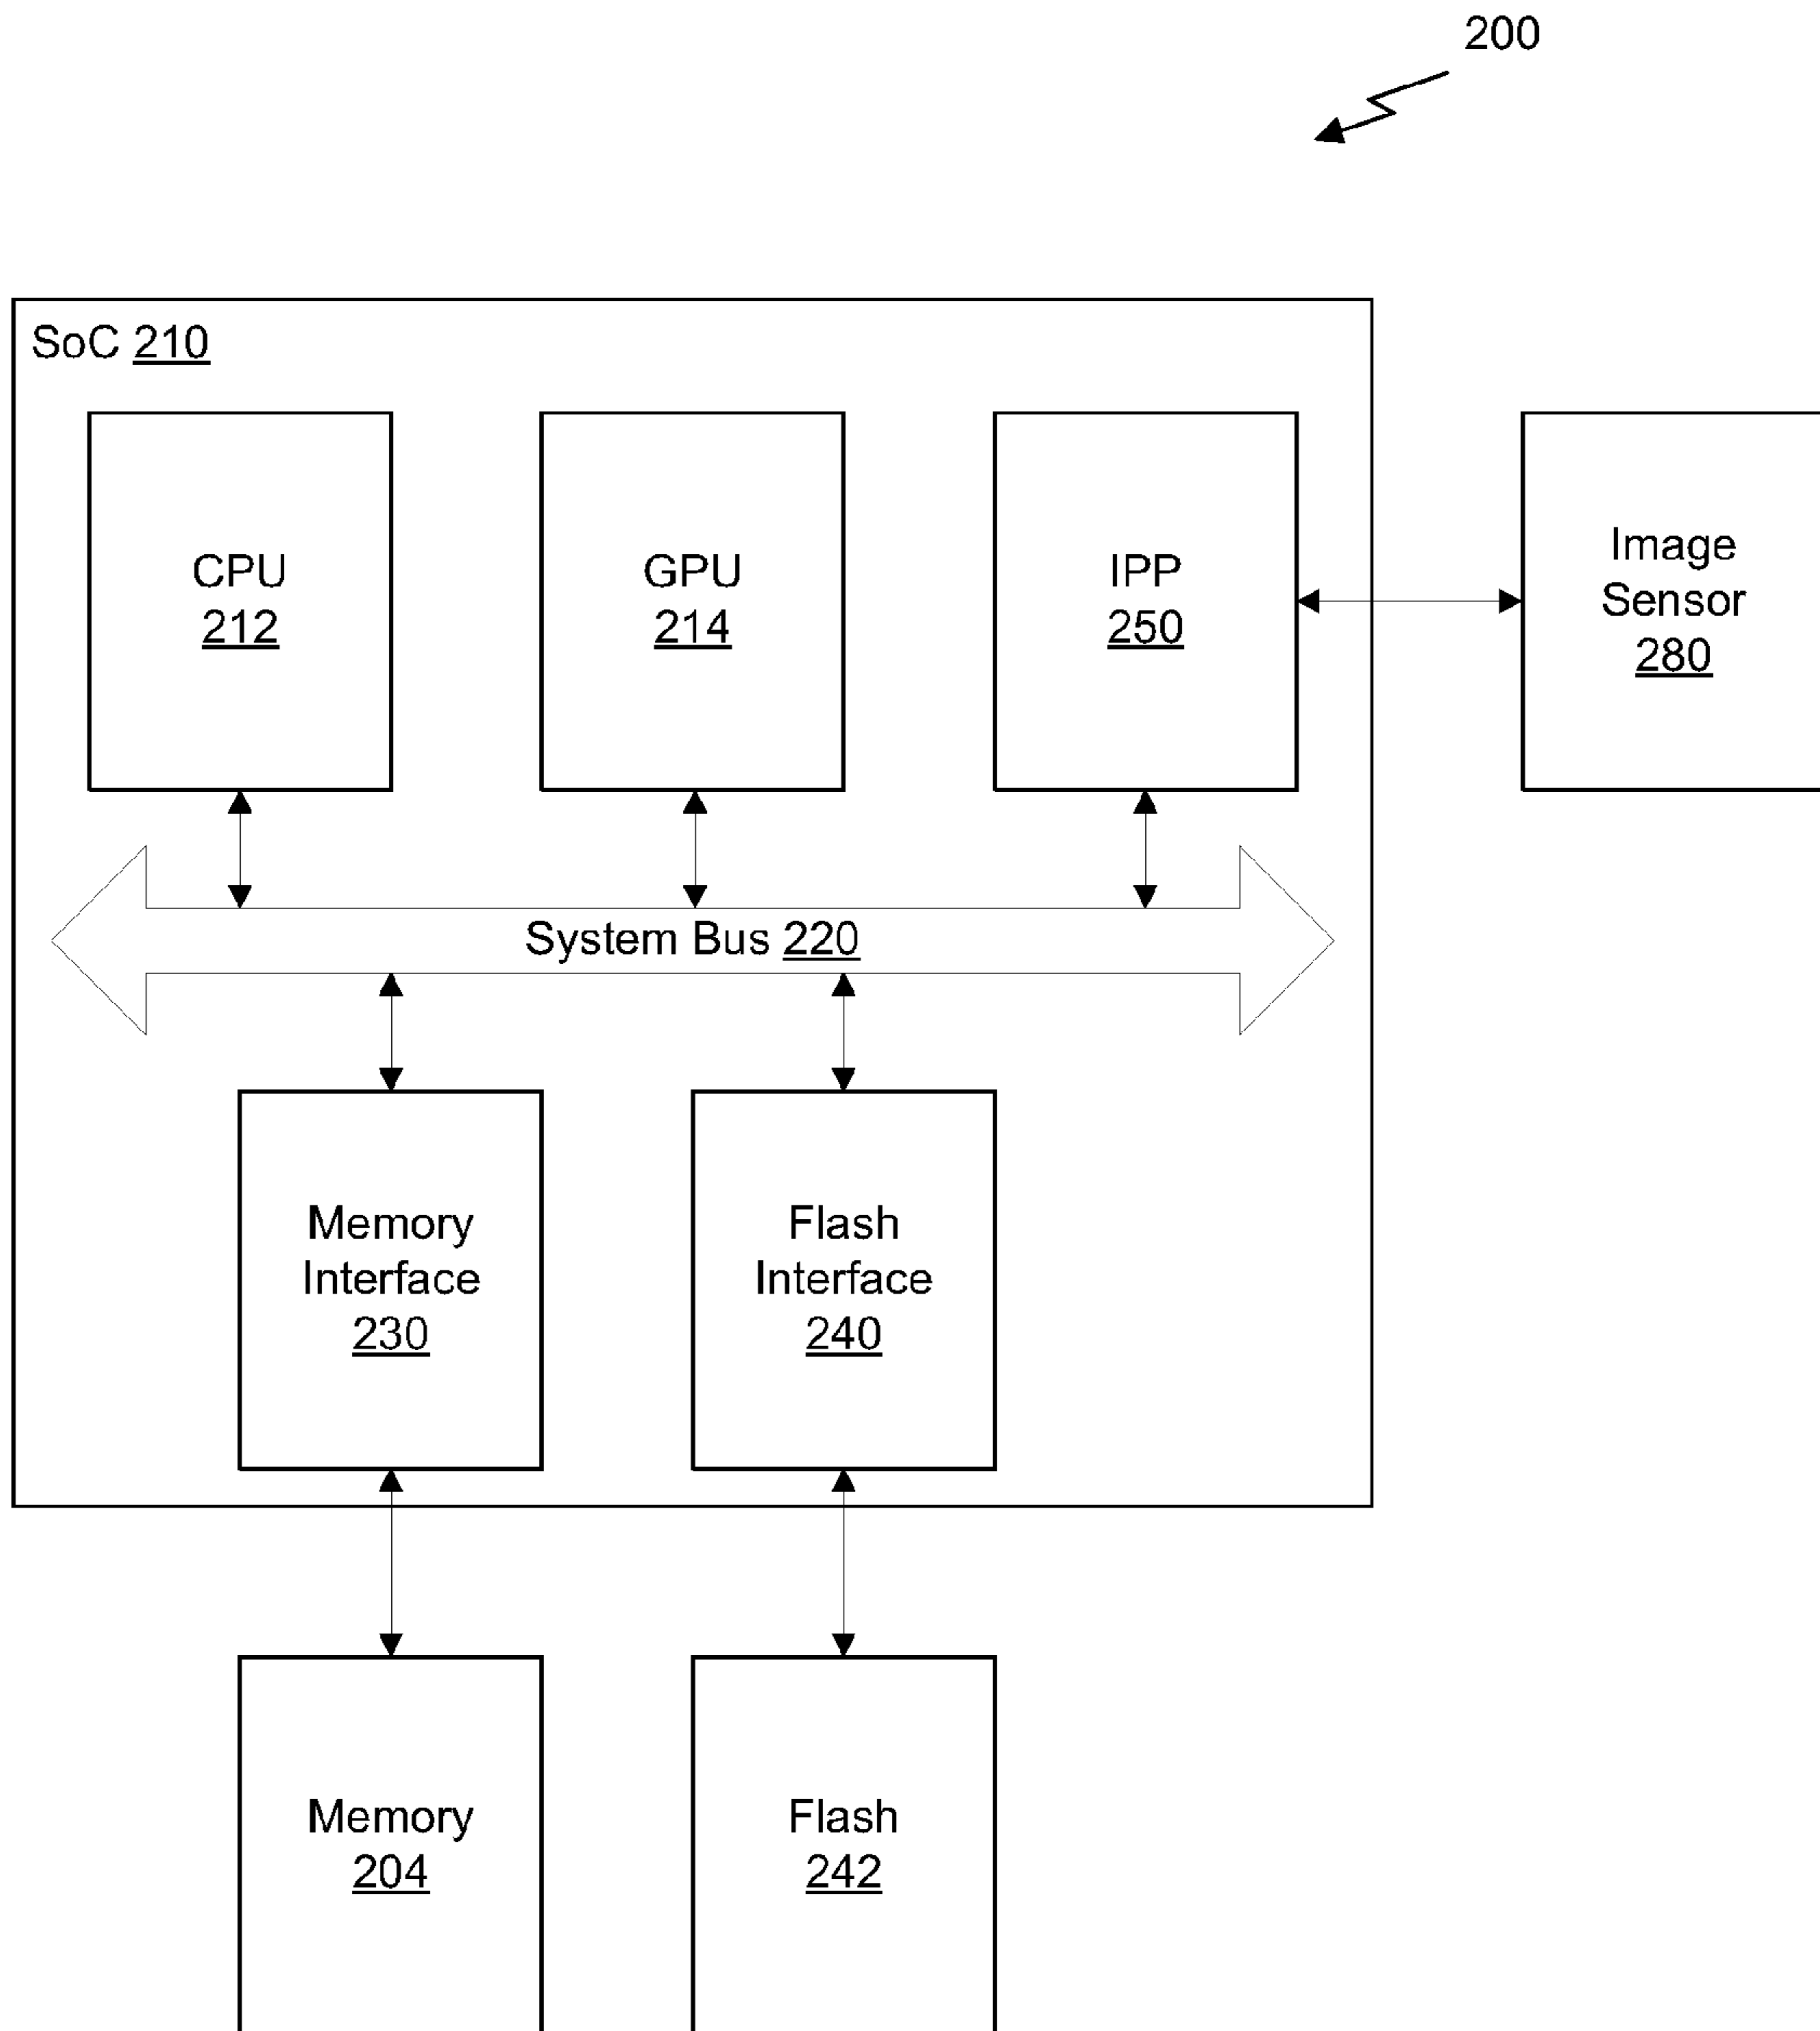 200
SoC 210
CPU
212
GPU
214
IPP
250
Image
Sensor
280
System Bus 220
Memory
Interface
230
Flash
Interface
240
Memory
204
Flash
242